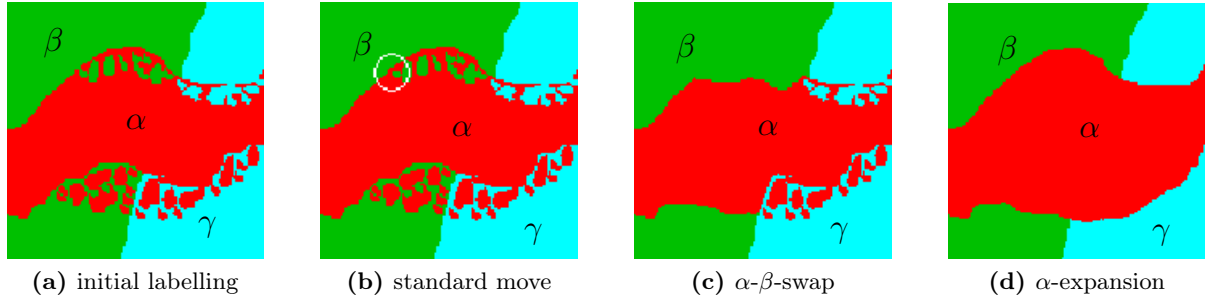 β
α
γ
β
α
γ
β
α
γ
β
α
γ
(a) initial labelling
(b) standard move
(c) α-β-swap
(d) α-expansion